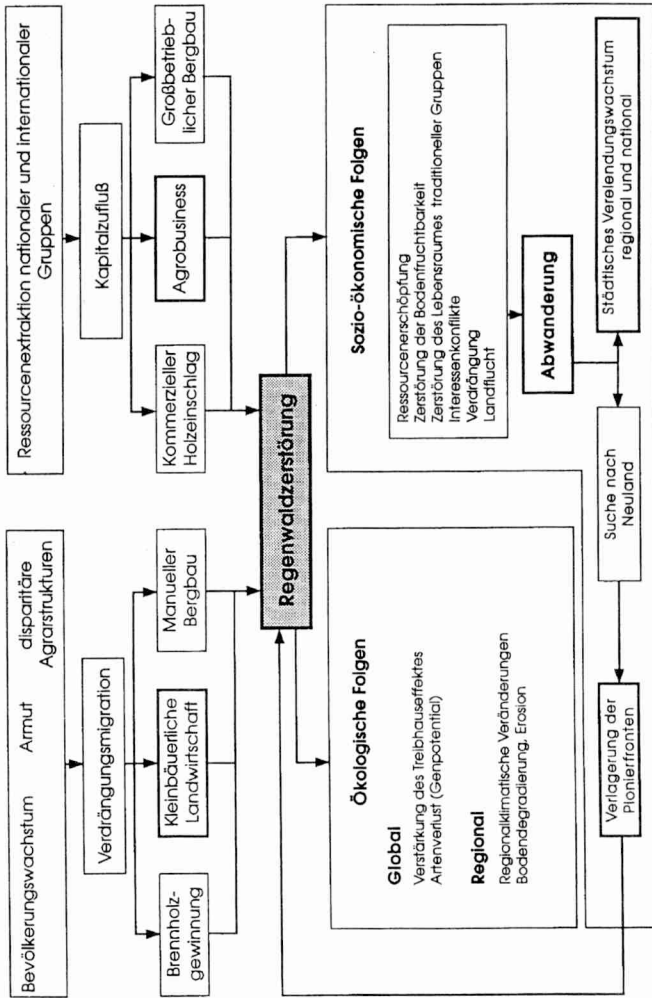 Bevölkerungswachstum Armut disparitäre
Agrarstrukturen
Ressourcenextraktion nationaler und internationaler
Gruppen
Verdrängungsmigration
Kapitalzufluß
Brennholz-
gewinnung
Kleinbäuerliche
Landwirtschaft
Manueller
Bergbau
Kommerzieller
Holzeinschlag
Agrobusiness
Großbetrieb-
licher Bergbau
Regenwaldzerstörung
Ökologische Folgen
Global
Verstärkung des Treibhauseffektes
Artenverlust (Genpotential)
Regional
Regionalklimatische Veränderungen
Bodendegradierung, Erosion
Sozio-ökonomische Folgen
Ressourcenerschöpfung
Zerstörung der Bodenfruchtbarkeit
Zerstörung des Lebensraumes traditioneller Gruppen
Interessenkonflikte
Verdrängung
Landflucht
Abwanderung
Verlagerung der
Pionierfronten
Suche nach
Neuland
Städtisches Verelendungswachstum
regional und national